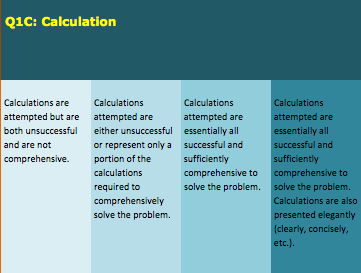 Q1C: Calculation
Calculations are
attempted but are
both unsuccessful
and are not
comprehensive.
Calculations
attempted are
either unsuccessful
or represent only a
portion of the
calculations
required to
comprehensively
solve the problem.
Calculations
attempted are
essentially all
successful and
sufficiently
comprehensive to
solve the problem.
Calculations
attempted are
essentially all
successful and
sufficiently
comprehensive to
solve the problem.
Calculations are also
presented elegantly
(clearly, concisely,
etc.).